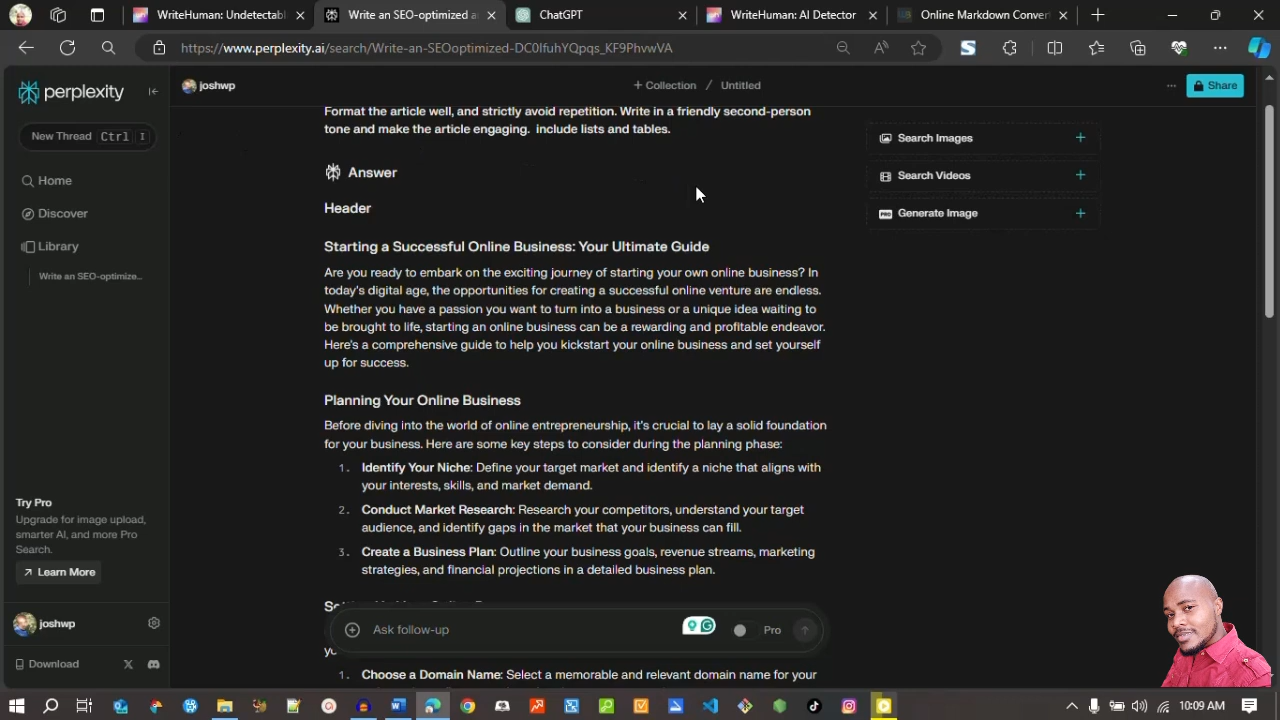 WriteHuman: Undetectabl
Write an SEO-optimized a
ChatGPT
WriteHuman: AI Detector
Online Markdown Convert
https://www.perplexity.ai/search/Write-an-SEOoptimized-DC0lfuhYQpqs_KF9PhvwVA
perplexity
joshwp
+ Collection / Untitled
Share
New Thread Ctrl I
Home
Discover
Library
Write an SEO-optimize...
Format the article well, and strictly avoid repetition. Write in a friendly second-person
tone and make the article engaging. include lists and tables.
Answer
Header
Starting a Successful Online Business: Your Ultimate Guide
Are you ready to embark on the exciting journey of starting your own online business? In
today's digital age, the opportunities for creating a successful online venture are endless.
Whether you have a passion you want to turn into a business or a unique idea waiting to
be brought to life, starting an online business can be a rewarding and profitable endeavor.
Here's a comprehensive guide to help you kickstart your online business and set yourself
up for success.
Planning Your Online Business
Before diving into the world of online entrepreneurship, it's crucial to lay a solid foundation
for your business. Here are some key steps to consider during the planning phase:
1. Identify Your Niche: Define your target market and identify a niche that aligns with
your interests, skills, and market demand.
2. Conduct Market Research: Research your competitors, understand your target
audience, and identify gaps in the market that your business can fill.
3. Create a Business Plan: Outline your business goals, revenue streams, marketing
strategies, and financial projections in a detailed business plan.
Ask follow-up
Pro
1. Choose a Domain Name: Select a memorable and relevant domain name for your
Search Images +
Search Videos +
PRO Generate Image +
Try Pro
Upgrade for image upload,
smarter AI, and more Pro
Search.
Learn More
joshwp
Download
10:09 AM